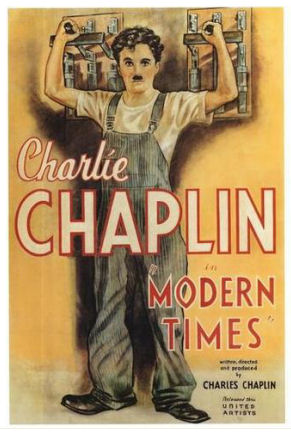 Charlie
CHAPLIN
in
"MODERN
TIMES"
written, directed
and produced
by
CHARLES CHAPLIN
Released thru
UNITED
ARTISTS